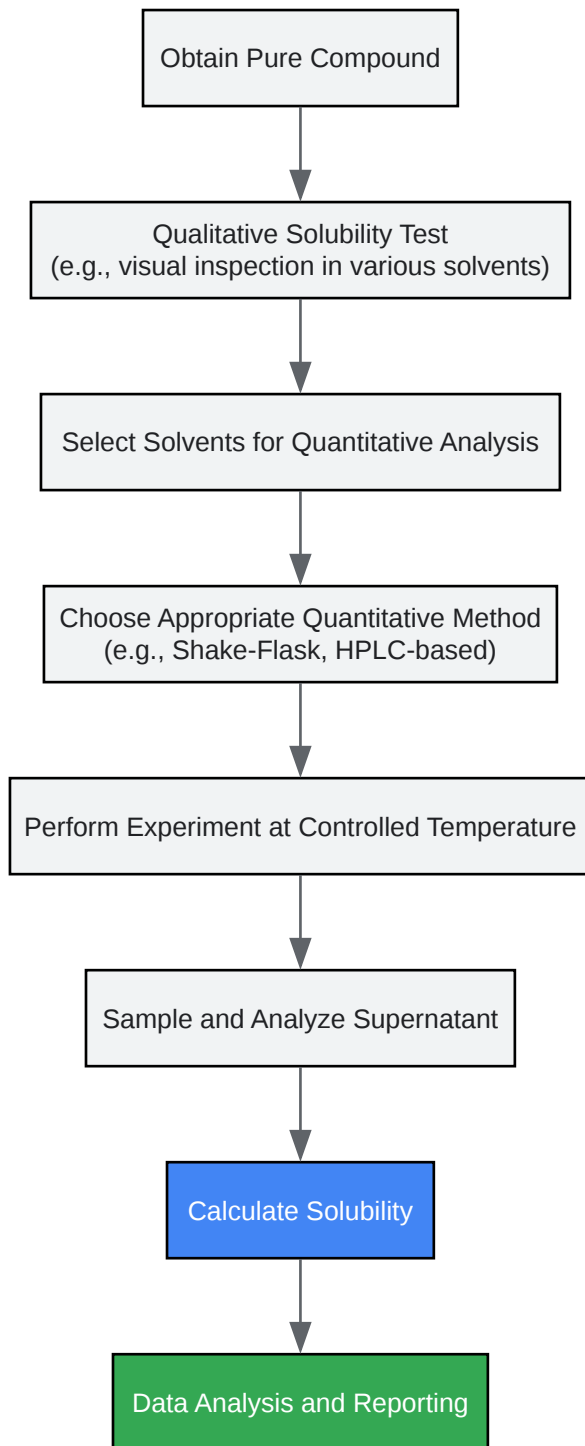 Obtain Pure Compound
Qualitative Solubility Test
(e.g., visual inspection in various solvents)
Select Solvents for Quantitative Analysis
Choose Appropriate Quantitative Method
(e.g., Shake-Flask, HPLC-based)
Perform Experiment at Controlled Temperature
Sample and Analyze Supernatant
Calculate Solubility
Data Analysis and Reporting